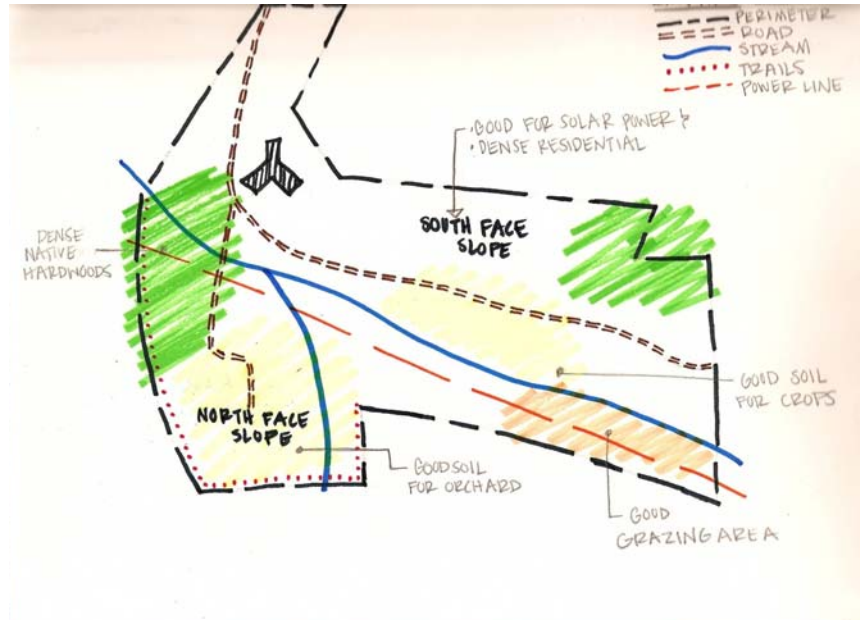 PERIMETER
ROAD
STREAM
TRAILS
POWER LINE
• GOOD FOR SOLAR POWER &
• DENSE RESIDENTIAL
SOUTH FACE
SLOPE
DENSE
NATIVE
HARDWOODS
GOOD SOIL
FOR CROPS
NORTH FACE
SLOPE
GOOD SOIL
FOR ORCHARD
GOOD
GRAZING AREA